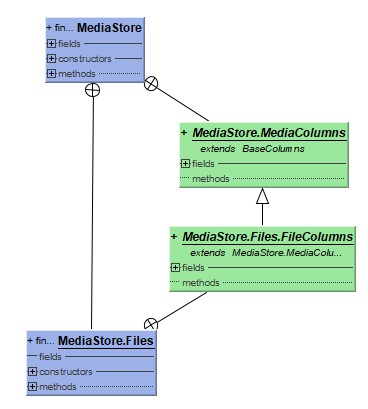 + fin... MediaStore
fields
constructors
methods
+ MediaStore.MediaColumns
extends BaseColumns
fields
methods
+ MediaStore.Files.FileColumns
extends MediaStore.MediaColu...
fields
methods
+ fin... MediaStore.Files
fields
constructors
methods